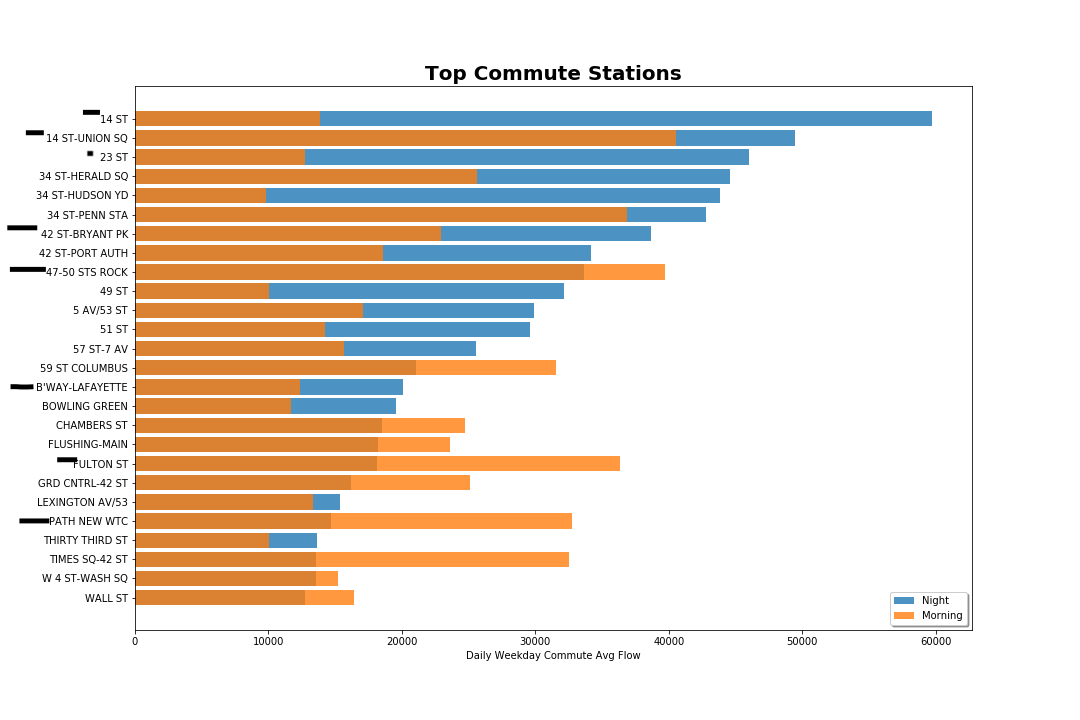 Top Commute Stations
14 ST
14 ST-UNION SQ
23 ST
34 ST-HERALD SQ
34 ST-HUDSON YD
34 ST-PENN STA
42 ST-BRYANT PK
42 ST-PORT AUTH
47-50 STS ROCK
49 ST
5 AV/53 ST
51 ST
57 ST-7 AV
59 ST COLUMBUS
B'WAY-LAFAYETTE
BOWLING GREEN
CHAMBERS ST
FLUSHING-MAIN
FULTON ST
GRD CNTRL-42 ST
LEXINGTON AV/53
PATH NEW WTC
THIRTY THIRD ST
TIMES SQ-42 ST
W 4 ST-WASH SQ
WALL ST
Night
Morning
0 10000 20000 30000 40000 50000 60000
Daily Weekday Commute Avg Flow